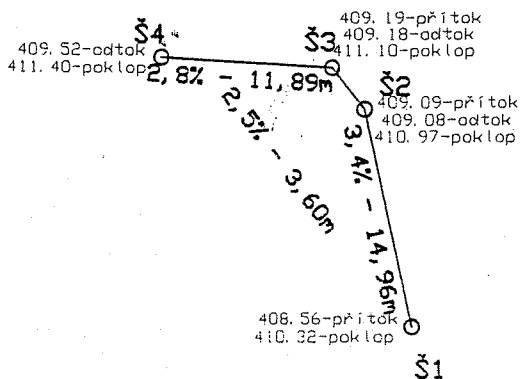 Š4
409.52-odtok
411.40-poklop
Š3
409.19-přítok
409.18-odtok
411.10-poklop
2,8% - 11,89m
Š2
409.09-přítok
409.08-odtok
410.97-poklop
2,5% - 3,60m
3,4% - 14,96m
408.56-přítok
410.32-poklop
Š1